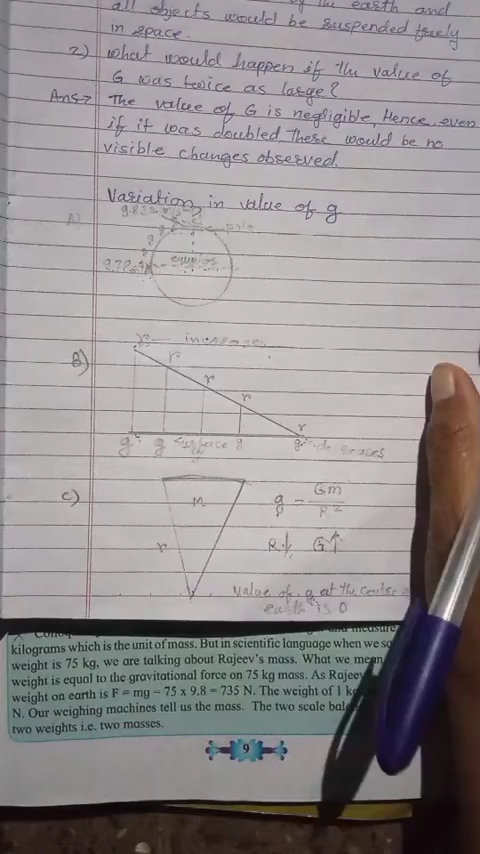 of the earth and
all objects would be suspended freely
in space.
2) what would happen if the value of
G was twice as large?
Ans→ The value of G is negligible, Hence even
if it was doubled there would be no
visible changes observed.
Variation in value of g
A)
equator
B)
increases
r
r
r
r
g g surface g g decreases
C)
M
r
g = Gm
R²
R↓ G↑
value of g at the center
earth is 0
measure
kilograms which is the unit of mass. But in scientific language when we
weight is 75 kg, we are talking about Rajeev's mass. What we mean
weight is equal to the gravitational force on 75 kg mass. As Rajeev
weight on earth is F = mg = 75 x 9.8 = 735 N. The weight of 1 k
N. Our weighing machines tell us the mass. The two scale
two weights i.e. two masses.
9